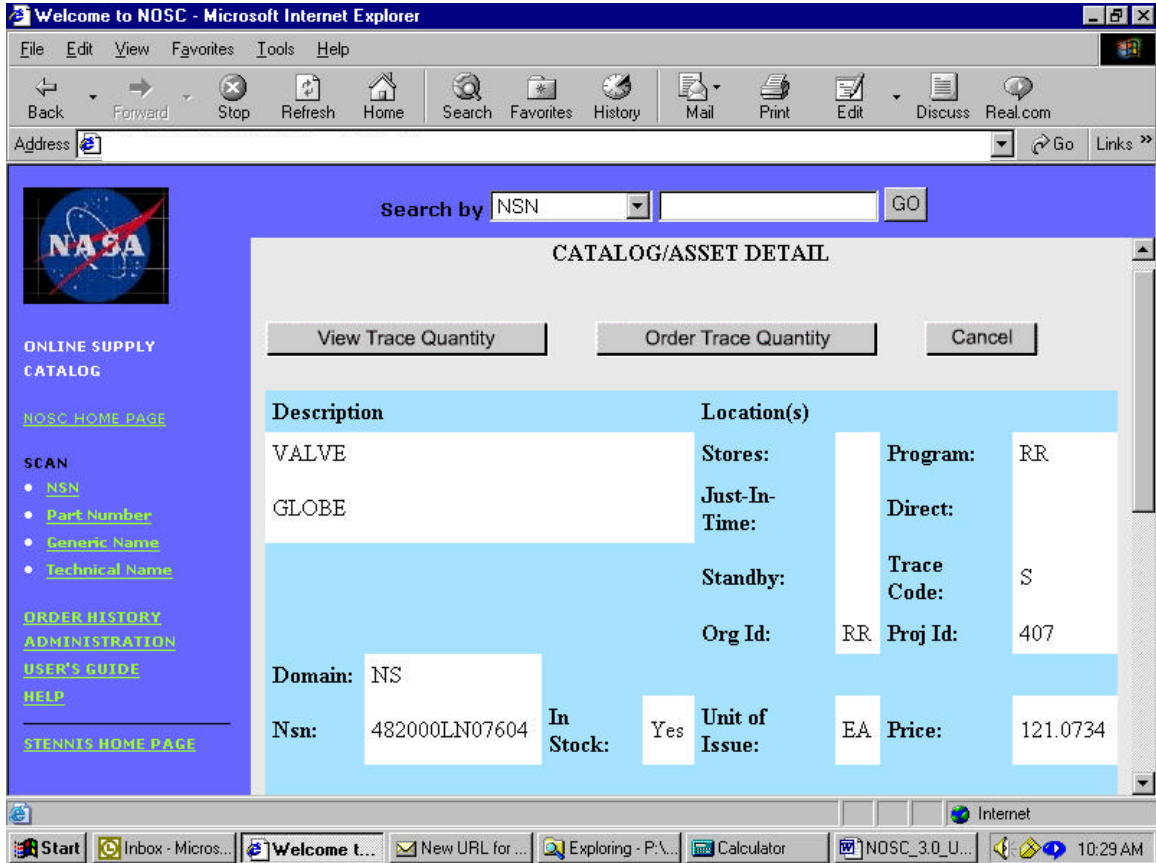 Welcome to NOSC - Microsoft Internet Explorer
File Edit View Favorites Tools Help
Back Forward Stop Refresh Home Search Favorites History Mail Print Edit Discuss Real.com
Address Go Links »
NASA
Search by NSN GO
CATALOG/ASSET DETAIL
View Trace Quantity Order Trace Quantity Cancel
ONLINE SUPPLY
CATALOG
NOSC HOME PAGE
SCAN
NSN
Part Number
Generic Name
Technical Name
ORDER HISTORY
ADMINISTRATION
USER'S GUIDE
HELP
STENNIS HOME PAGE
Description Location(s)
VALVE Stores: Program: RR
GLOBE Just-In-
Time: Direct:
Standby: Trace
Code: S
Org Id: RR Proj Id: 407
Domain: NS
Nsn: 482000LN07604 In
Stock: Yes Unit of
Issue: EA Price: 121.0734
Internet
Start Inbox - Micros... Welcome t... New URL for ... Exploring - P:\... Calculator NOSC_3.0_U... 10:29 AM